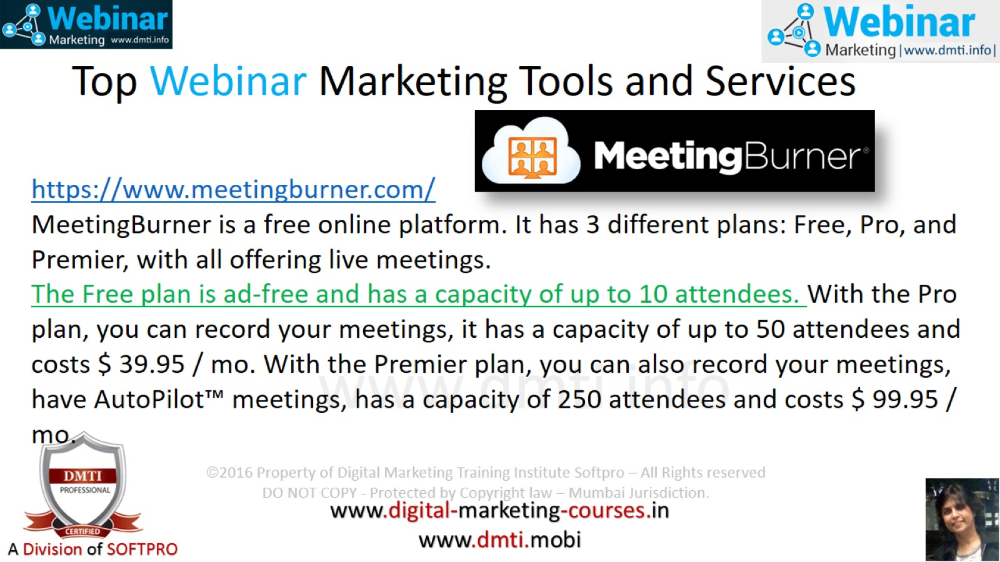 Webinar
Marketing www.dmti.info
Webinar
Marketing|www.dmti.info|
Top Webinar Marketing Tools and Services
MeetingBurner®
https://www.meetingburner.com/
MeetingBurner is a free online platform. It has 3 different plans: Free, Pro, and
Premier, with all offering live meetings.
The Free plan is ad-free and has a capacity of up to 10 attendees. With the Pro
plan, you can record your meetings, it has a capacity of up to 50 attendees and
costs $ 39.95 / mo. With the Premier plan, you can also record your meetings,
www.dmti.info
have AutoPilot™ meetings, has a capacity of 250 attendees and costs $ 99.95 /
mo.
DMTI
PROFESSIONAL
CERTIFIED
A Division of SOFTPRO
©2016 Property of Digital Marketing Training Institute Softpro – All Rights reserved
DO NOT COPY - Protected by Copyright law – Mumbai Jurisdiction.
www.digital-marketing-courses.in
www.dmti.mobi